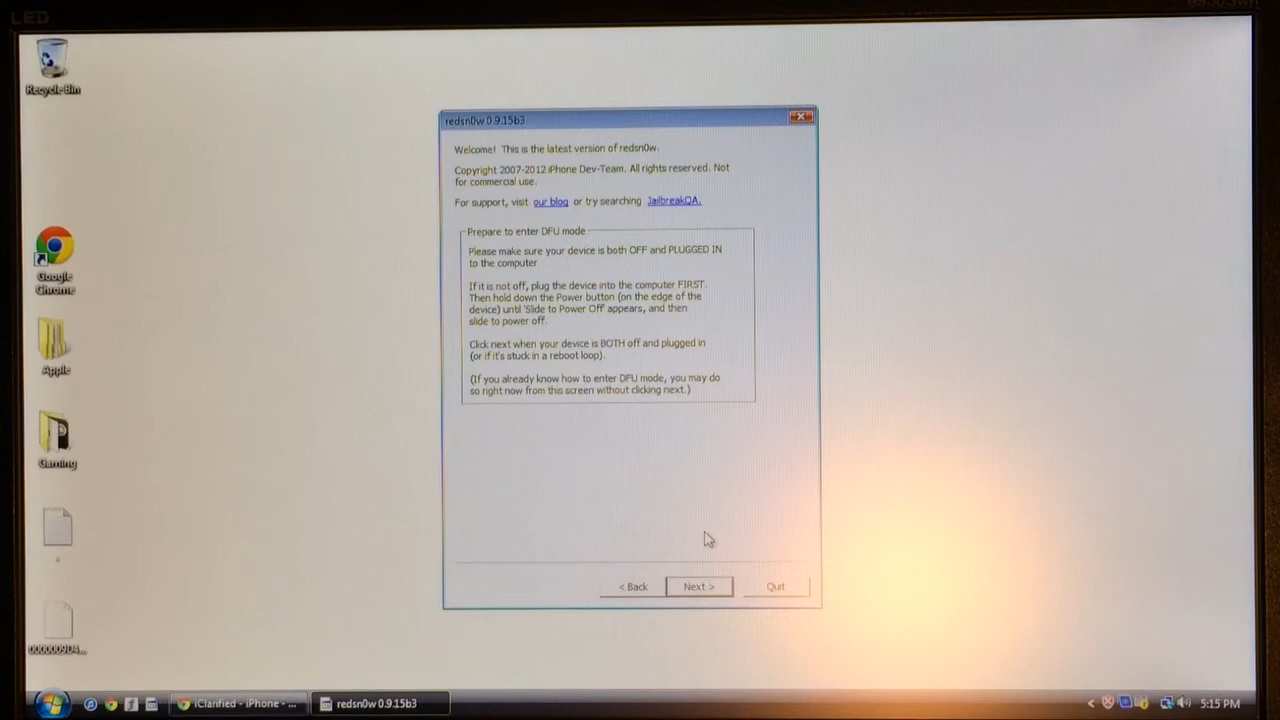 LED
Recycle Bin
Google
Chrome
Apple
Gaming
000000904...
redsn0w 0.9.15b3
Welcome! This is the latest version of redsn0w.
Copyright 2007-2012 iPhone Dev-Team. All rights reserved. Not
for commercial use.
For support, visit our blog or try searching JailbreakQA.
Prepare to enter DFU mode
Please make sure your device is both OFF and PLUGGED IN
to the computer
If it is not off, plug the device into the computer FIRST.
Then hold down the Power button (on the edge of the
device) until 'Slide to Power Off' appears, and then
slide to power off.
Click next when your device is BOTH off and plugged in
(or if it's stuck in a reboot loop).
(If you already know how to enter DFU mode, you may do
so right now from this screen without clicking next.)
< Back
Next >
Quit
iClarified - iPhone - ...
redsn0w 0.9.15b3
5:15 PM